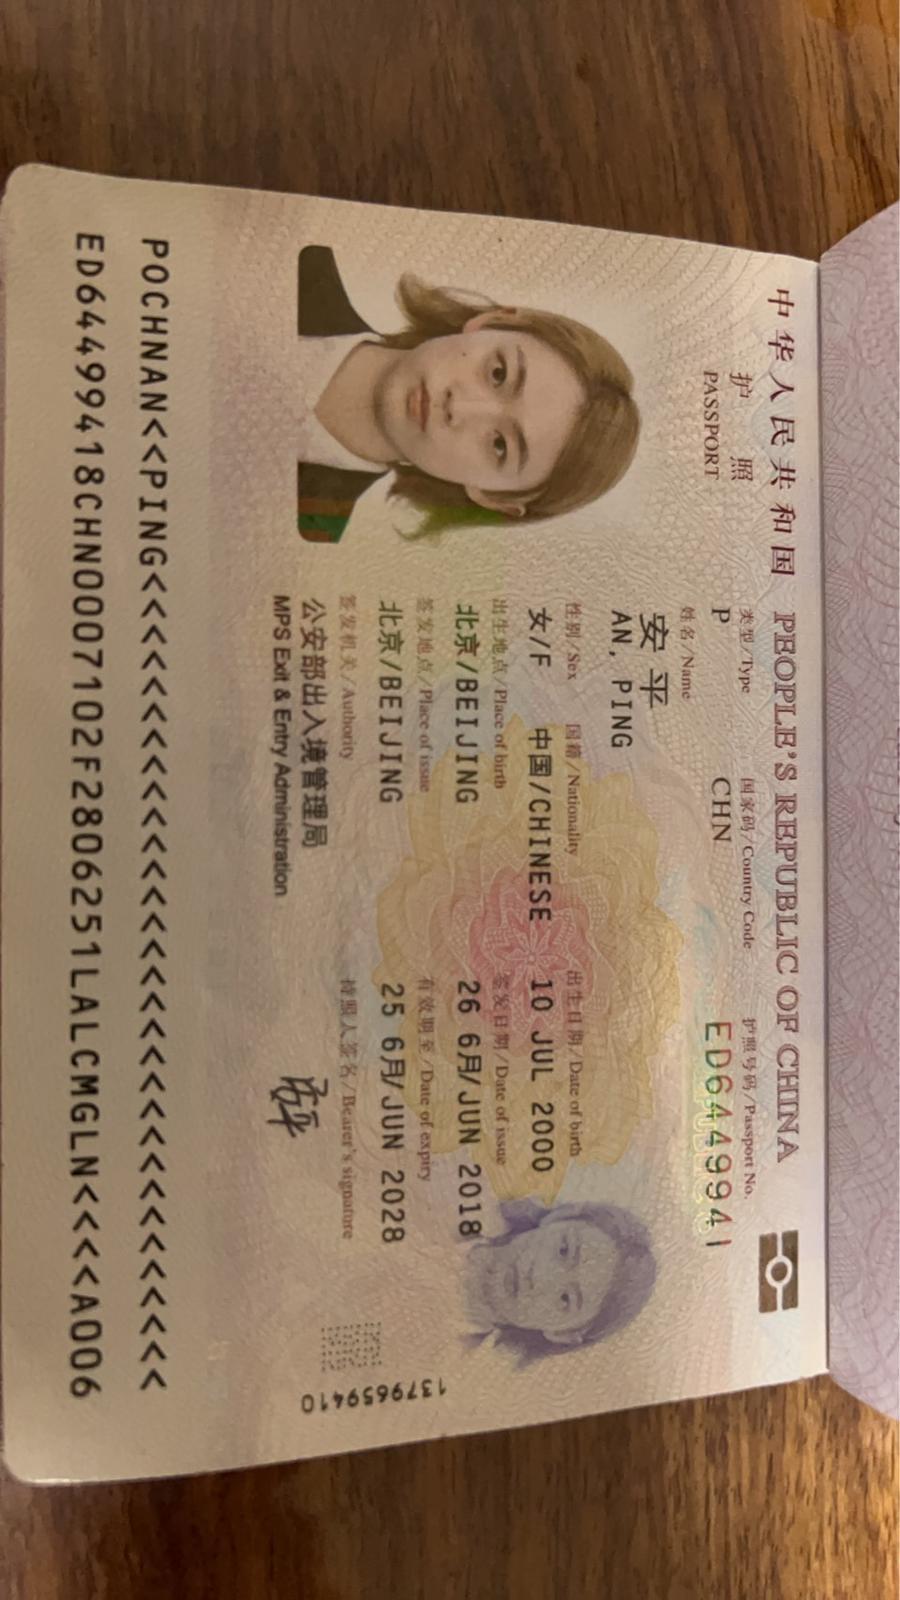 中华人民共和国 PEOPLE'S REPUBLIC OF CHINA
护 照
PASSPORT
类型/Type
国家码/Country Code
护照号码/Passport No.
P
CHN
ED6449941
姓名/Name
安平
AN, PING
性别/Sex
国籍/Nationality
出生日期/Date of birth
女/F
中国/CHINESE
10 JUL 2000
出生地点/Place of birth
签发日期/Date of issue
北京/BEIJING
26 6月/JUN 2018
签发地点/Place of issue
有效期至/Date of expiry
北京/BEIJING
25 6月/JUN 2028
签发机关/Authority
持照人签名/Bearer's signature
公安部出入境管理局
MPS Exit & Entry Administration
安平
1379659410
POCHNAN<<PING<<<<<<<<<<<<<<<<<<<<<<<<<<<<<<<
ED64499418CHN0007102F2806251LALCMGLN<<<<A006